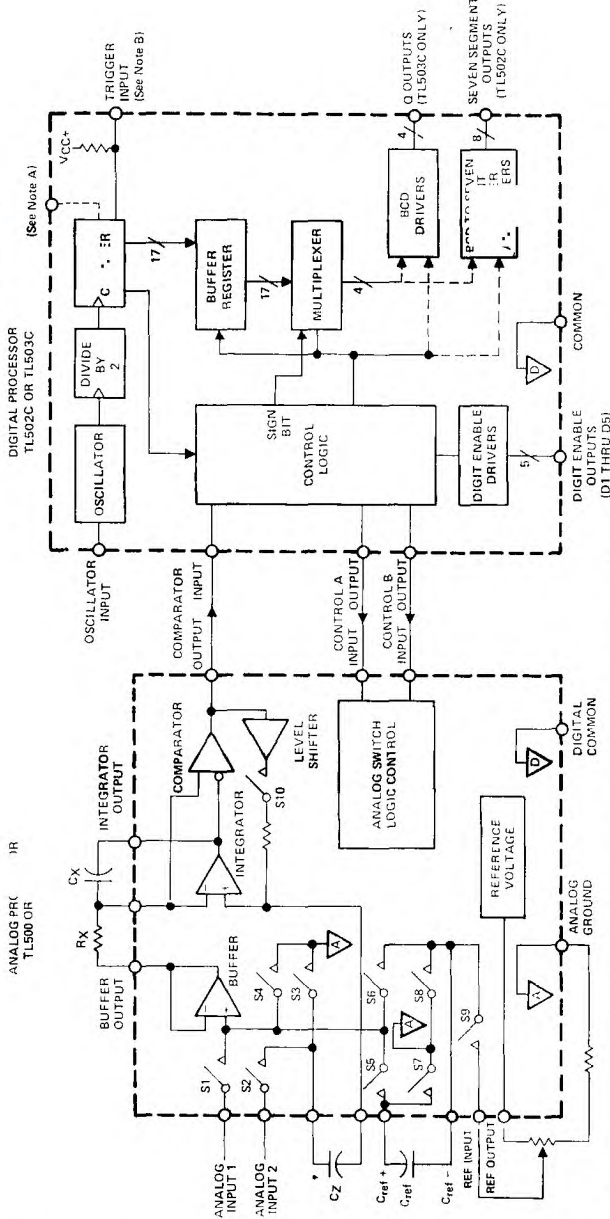 ANALOG
TL500 OR
BUFFER
OUTPUT
RX
CX
INTEGRATOR
OUTPUT
ANALOG
INPUT 1
ANALOG
INPUT 2
CZ
Cref +
Cref
Cref -
REF INPUT
REF OUTPUT
S1
S2
S3
S4
S5
S6
S7
S8
S9
S10
A
A
A
BUFFER
INTEGRATOR
COMPARATOR
LEVEL
SHIFTER
ANALOG SWITCH
LOGIC CONTROL
REFERENCE
VOLTAGE
D
ANALOG
GROUND
DIGITAL
COMMON
COMPARATOR
OUTPUT INPUT
CONTROL A
INPUT OUTPUT
CONTROL B
INPUT OUTPUT
DIGITAL PROCESSOR
TL502C OR TL503C
OSCILLATOR
INPUT
OSCILLATOR
DIVIDE
BY
2
C ER
(See Note A)
VCC+
TRIGGER
INPUT
(See Note B)
17
BUFFER
REGISTER
17
MULTIPLEXER
4
SIGN
BIT
CONTROL
LOGIC
DIGIT ENABLE
DRIVERS
5
DIGIT ENABLE
OUTPUTS
(D1 THRU D5)
D
COMMON
BCD
DRIVERS
4
Q OUTPUTS
(TL503C ONLY)
TO SEVEN
8
SEVEN SEGMENT
OUTPUTS
(TL502C ONLY)